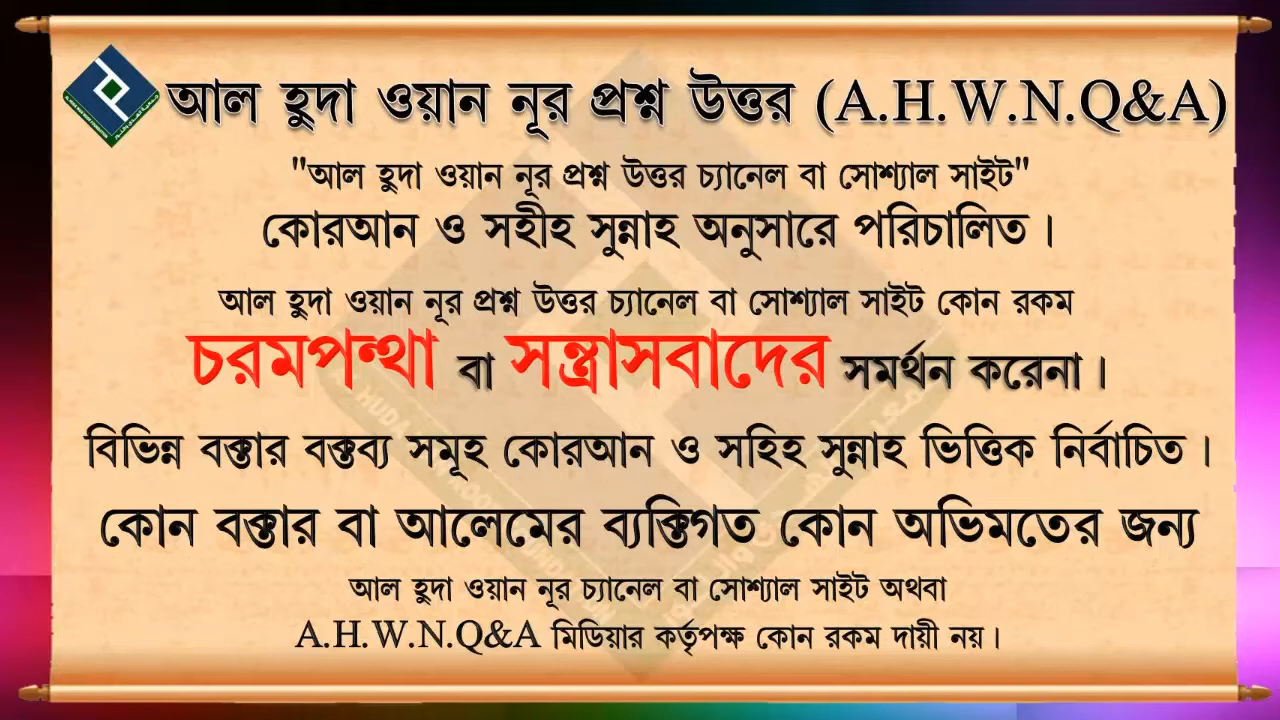 আল হুদা ওয়ান নূর প্রশ্ন উত্তর (A.H.W.N.Q&A)
"আল হুদা ওয়ান নূর প্রশ্ন উত্তর চ্যানেল বা সোশ্যাল সাইট"
কোরআন ও সহীহ সুন্নাহ অনুসারে পরিচালিত ।
আল হুদা ওয়ান নূর প্রশ্ন উত্তর চ্যানেল বা সোশ্যাল সাইট কোন রকম
চরমপন্থা বা সন্ত্রাসবাদের সমর্থন করেনা ।
বিভিন্ন বক্তার বক্তব্য সমূহ কোরআন ও সহিহ সুন্নাহ ভিত্তিক নির্বাচিত ।
কোন বক্তার বা আলেমের ব্যক্তিগত কোন অভিমতের জন্য
আল হুদা ওয়ান নূর চ্যানেল বা সোশ্যাল সাইট অথবা
A.H.W.N.Q&A মিডিয়ার কর্তৃপক্ষ কোন রকম দায়ী নয় ।